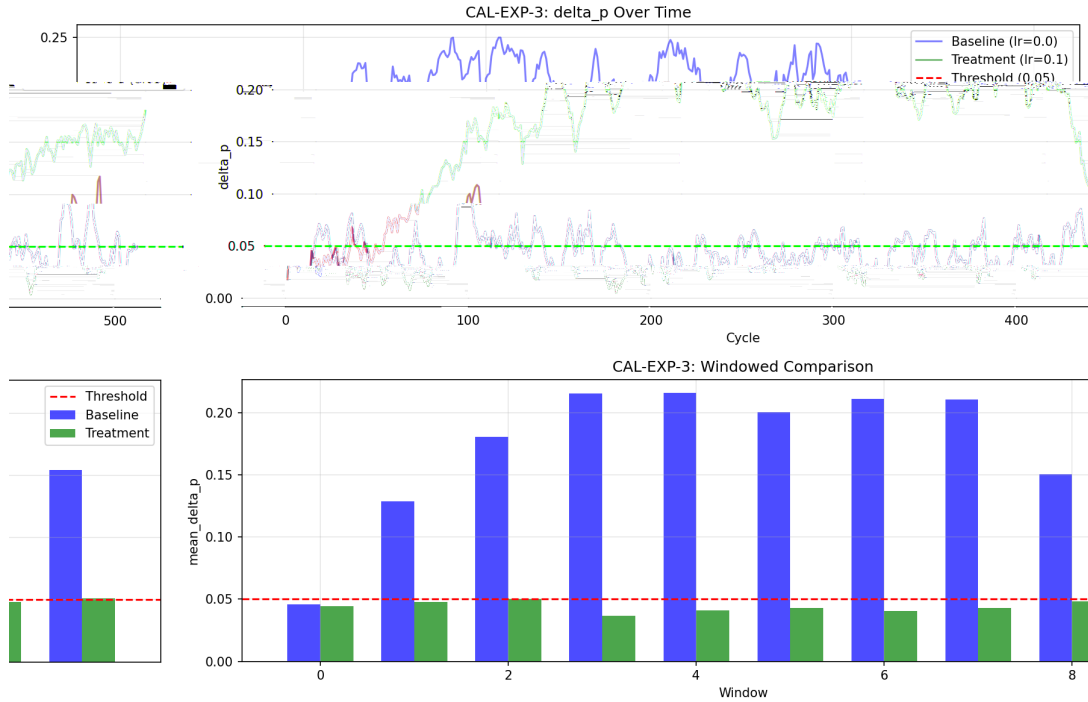 CAL-EXP-3: delta_p Over Time
0.25
Baseline (lr=0.0)
Treatment (lr=0.1)
Threshold (0.05)
0.20
0.15
delta_p
0.10
0.05
0.00
500
0
100
200
300
400
Cycle
CAL-EXP-3: Windowed Comparison
Threshold
Baseline
Treatment
0.20
0.15
mean_delta_p
0.10
0.05
0.00
0
2
4
6
8
Window